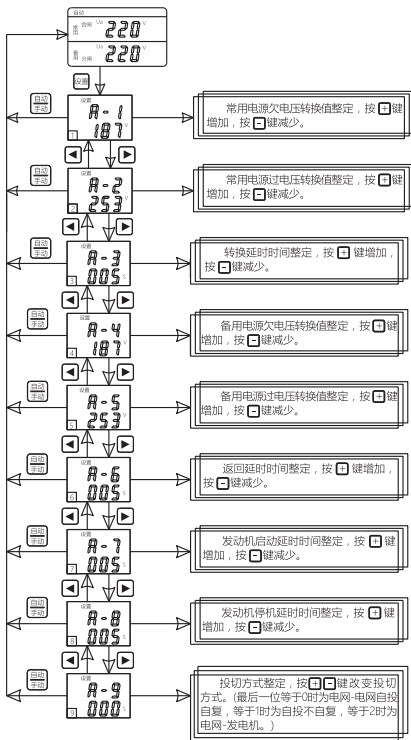 自动
常用 合闸 Ua 220 V
备用 分闸 Ua 220 V
设置
自动 手动
设置
A-1
187 V
1
常用电源欠电压转换值整定，按 + 键
增加，按 - 键减少。
自动 手动
设置
A-2
253 V
2
常用电源过电压转换值整定，按 + 键
增加，按 - 键减少。
自动 手动
设置
A-3
005 S
3
转换延时时间整定，按 + 键增加，
按 - 键减少。
自动 手动
设置
A-4
187 V
4
备用电源欠电压转换值整定，按 + 键
增加，按 - 键减少。
自动 手动
设置
A-5
253 V
5
备用电源过电压转换值整定，按 + 键
增加，按 - 键减少。
自动 手动
设置
A-6
005 S
6
返回延时时间整定，按 + 键增加，
按 - 键减少。
自动 手动
设置
A-7
005 S
7
发动机启动延时时间整定，按 + 键
增加，按 - 键减少。
自动 手动
设置
A-8
005 S
8
发动机停机延时时间整定，按 + 键
增加，按 - 键减少。
自动 手动
设置
A-9
000
9
投切方式整定，按 + - 键改变投切
方式。(最后一位等于0时为电网-电网自投
自复，等于1时为自投不自复，等于2时为
电网-发电机。)